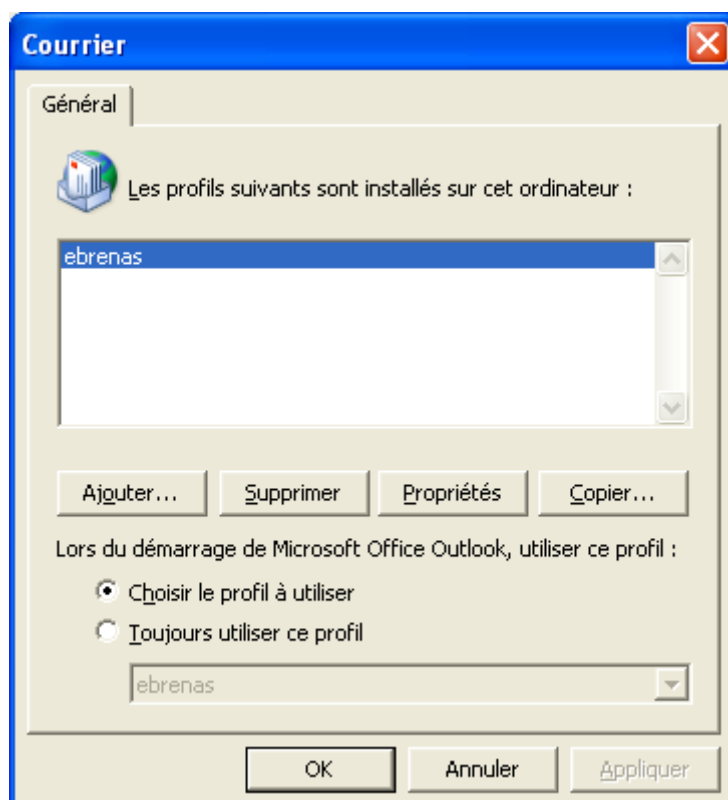 Courrier
Général
Les profils suivants sont installés sur cet ordinateur :
ebrenas
Ajouter... Supprimer Propriétés Copier...
Lors du démarrage de Microsoft Office Outlook, utiliser ce profil :
Choisir le profil à utiliser
Toujours utiliser ce profil
ebrenas
OK Annuler Appliquer